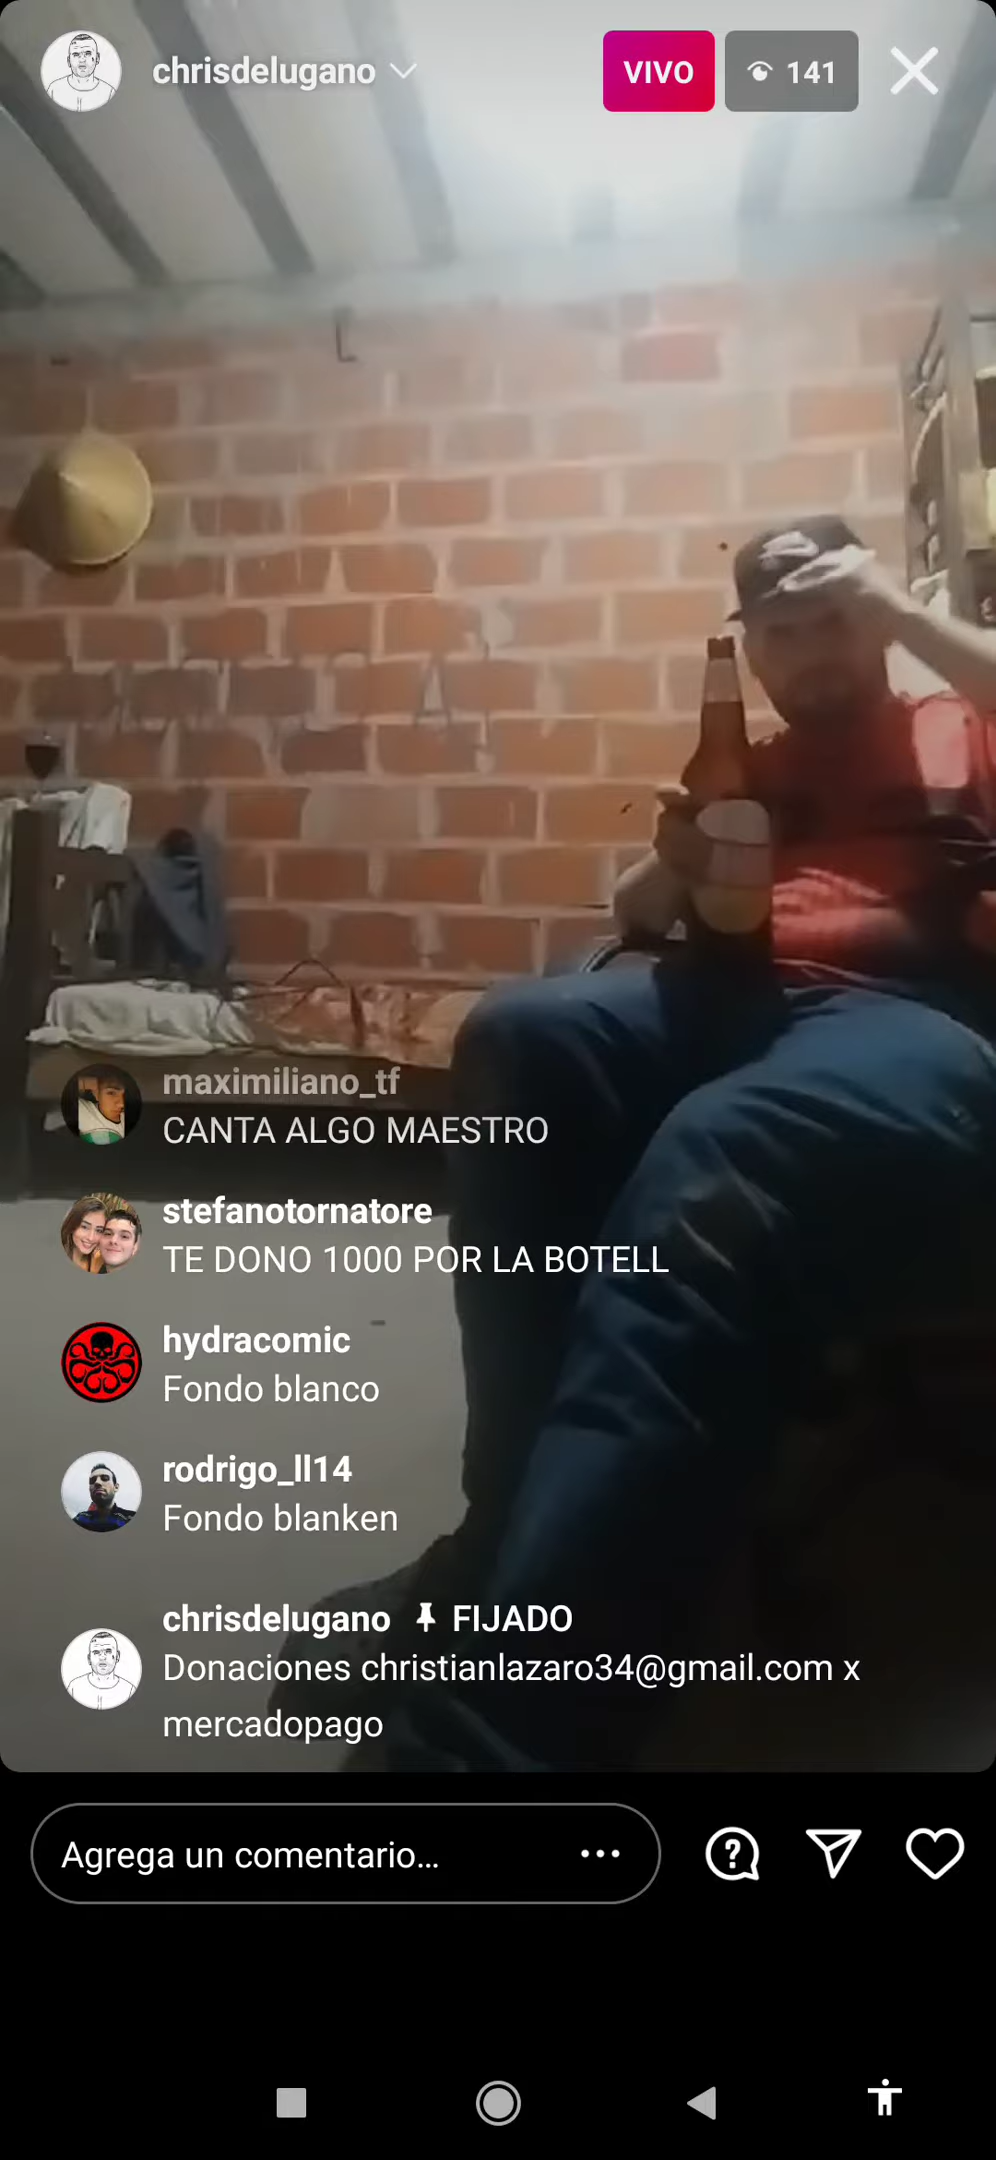 chrisdelugano
VIVO
141
maximiliano_tf
CANTA ALGO MAESTRO
stefanotornatore
TE DONO 1000 POR LA BOTELL
hydracomic
Fondo blanco
rodrigo_ll14
Fondo blanken
chrisdelugano FIJADO
Donaciones christianlazaro34@gmail.com x
mercadopago
Agrega un comentario...